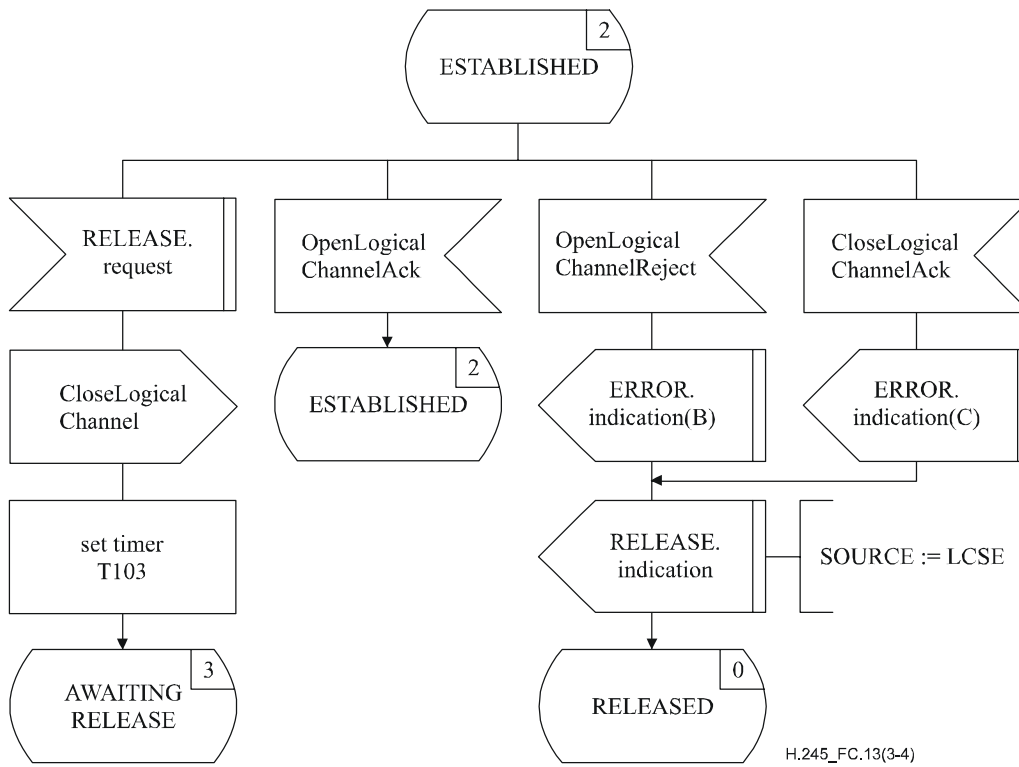 2
ESTABLISHED
RELEASE.
request
OpenLogical
ChannelAck
OpenLogical
ChannelReject
CloseLogical
ChannelAck
CloseLogical
Channel
2
ESTABLISHED
ERROR.
indication(B)
ERROR.
indication(C)
set timer
T103
RELEASE.
indication
SOURCE := LCSE
3
AWAITING
RELEASE
0
RELEASED
H.245_FC.13(3-4)